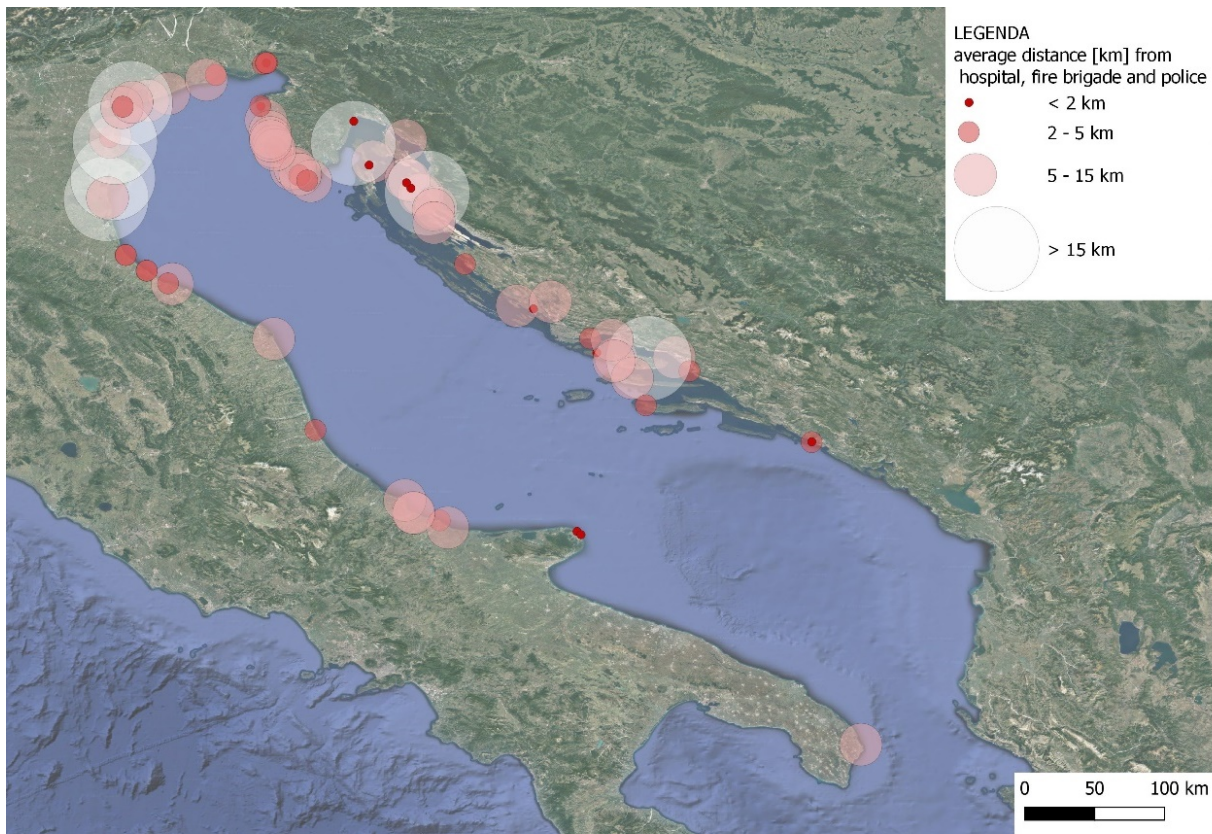 LEGENDA
average distance [km] from
hospital, fire brigade and police
< 2 km
2 - 5 km
5 - 15 km
> 15 km
0 50 100 km